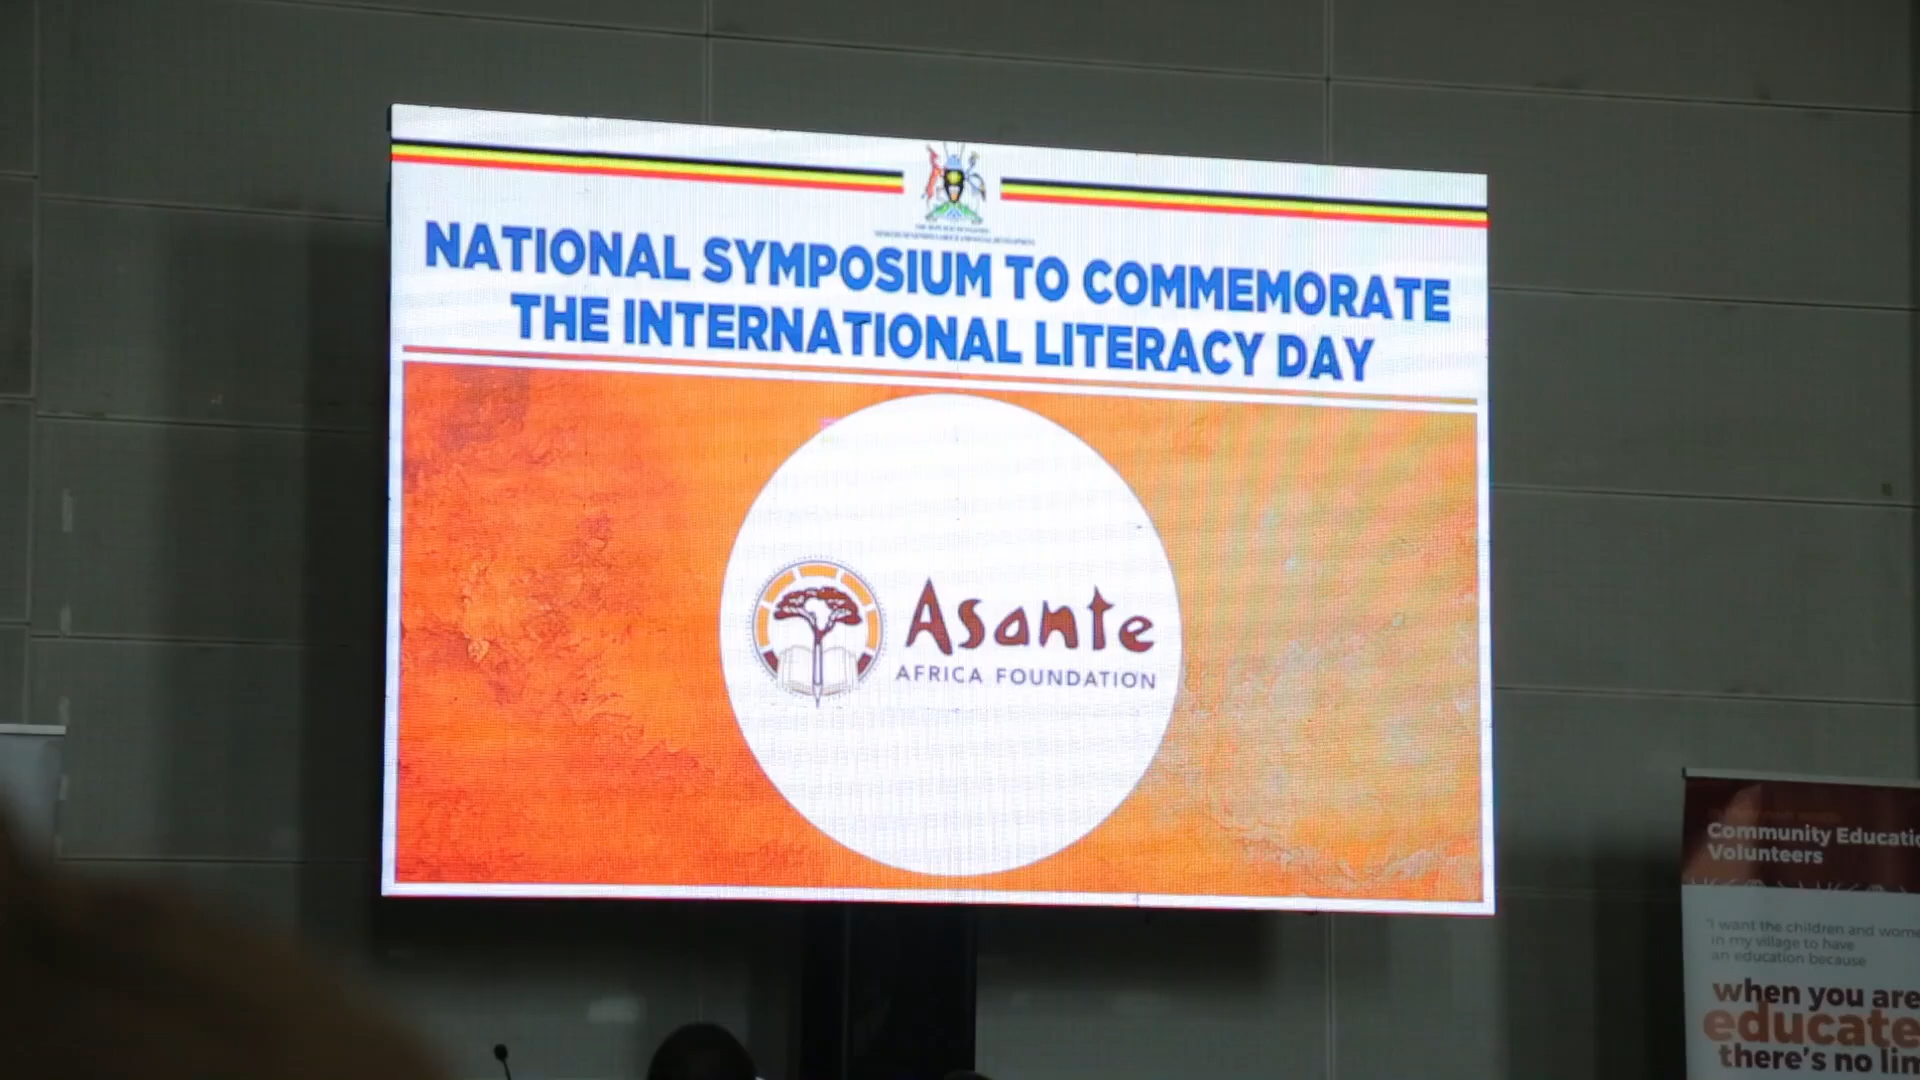 NATIONAL SYMPOSIUM TO COMMEMORATE
THE INTERNATIONAL LITERACY DAY
Asante
AFRICA FOUNDATION
Community Educatio
Volunteers
"I want the children and wome
in my village to have
an education because
when you are
educate
there's no lim